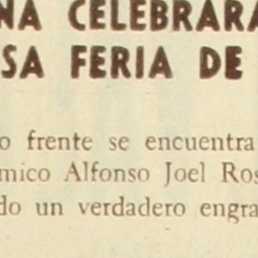 NA CELEBRARA
SA FERIA DE
o frente se encuentra
mico Alfonso Joel Ros
do un verdadero engra